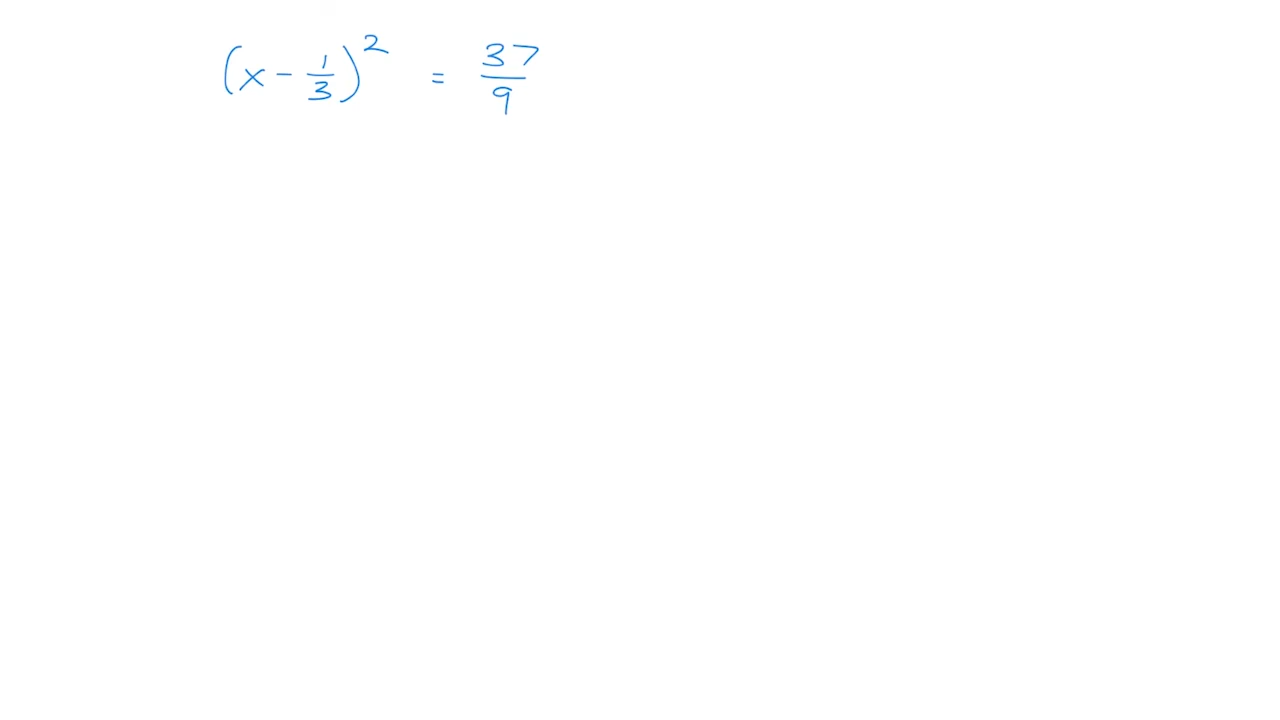 (x - 1/3)² = 37/9